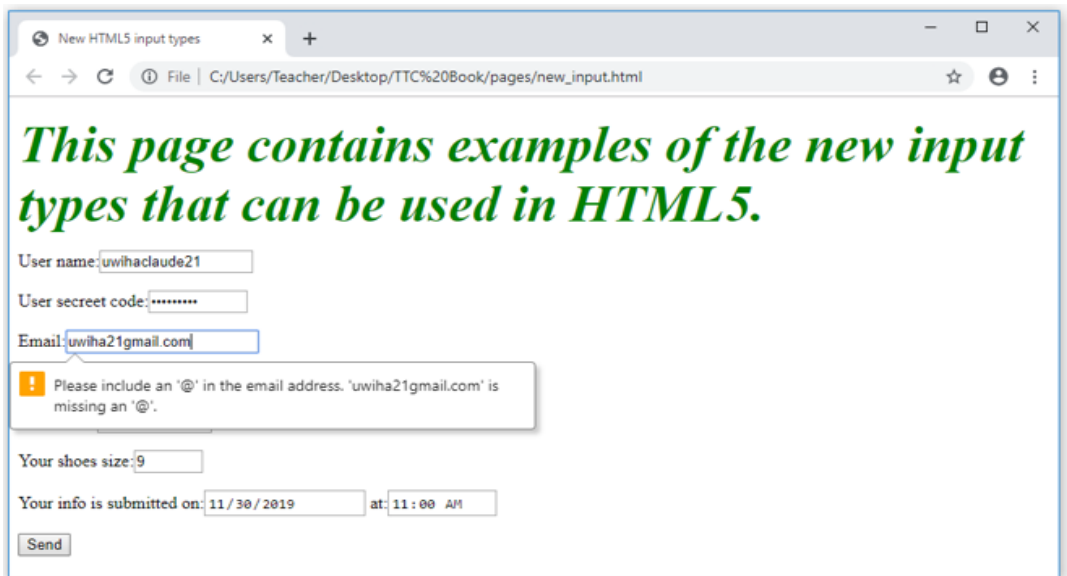 New HTML5 input types
File | C:/Users/Teacher/Desktop/TTC%20Book/pages/new_input.html
This page contains examples of the new input
types that can be used in HTML5.
User name: uwihaclaude21
User secreet code: •••••••••
Email: uwiha21gmail.com
! Please include an '@' in the email address. 'uwiha21gmail.com' is
missing an '@'.
Your shoes size: 9
Your info is submitted on: 11/30/2019 at: 11:00 AM
Send